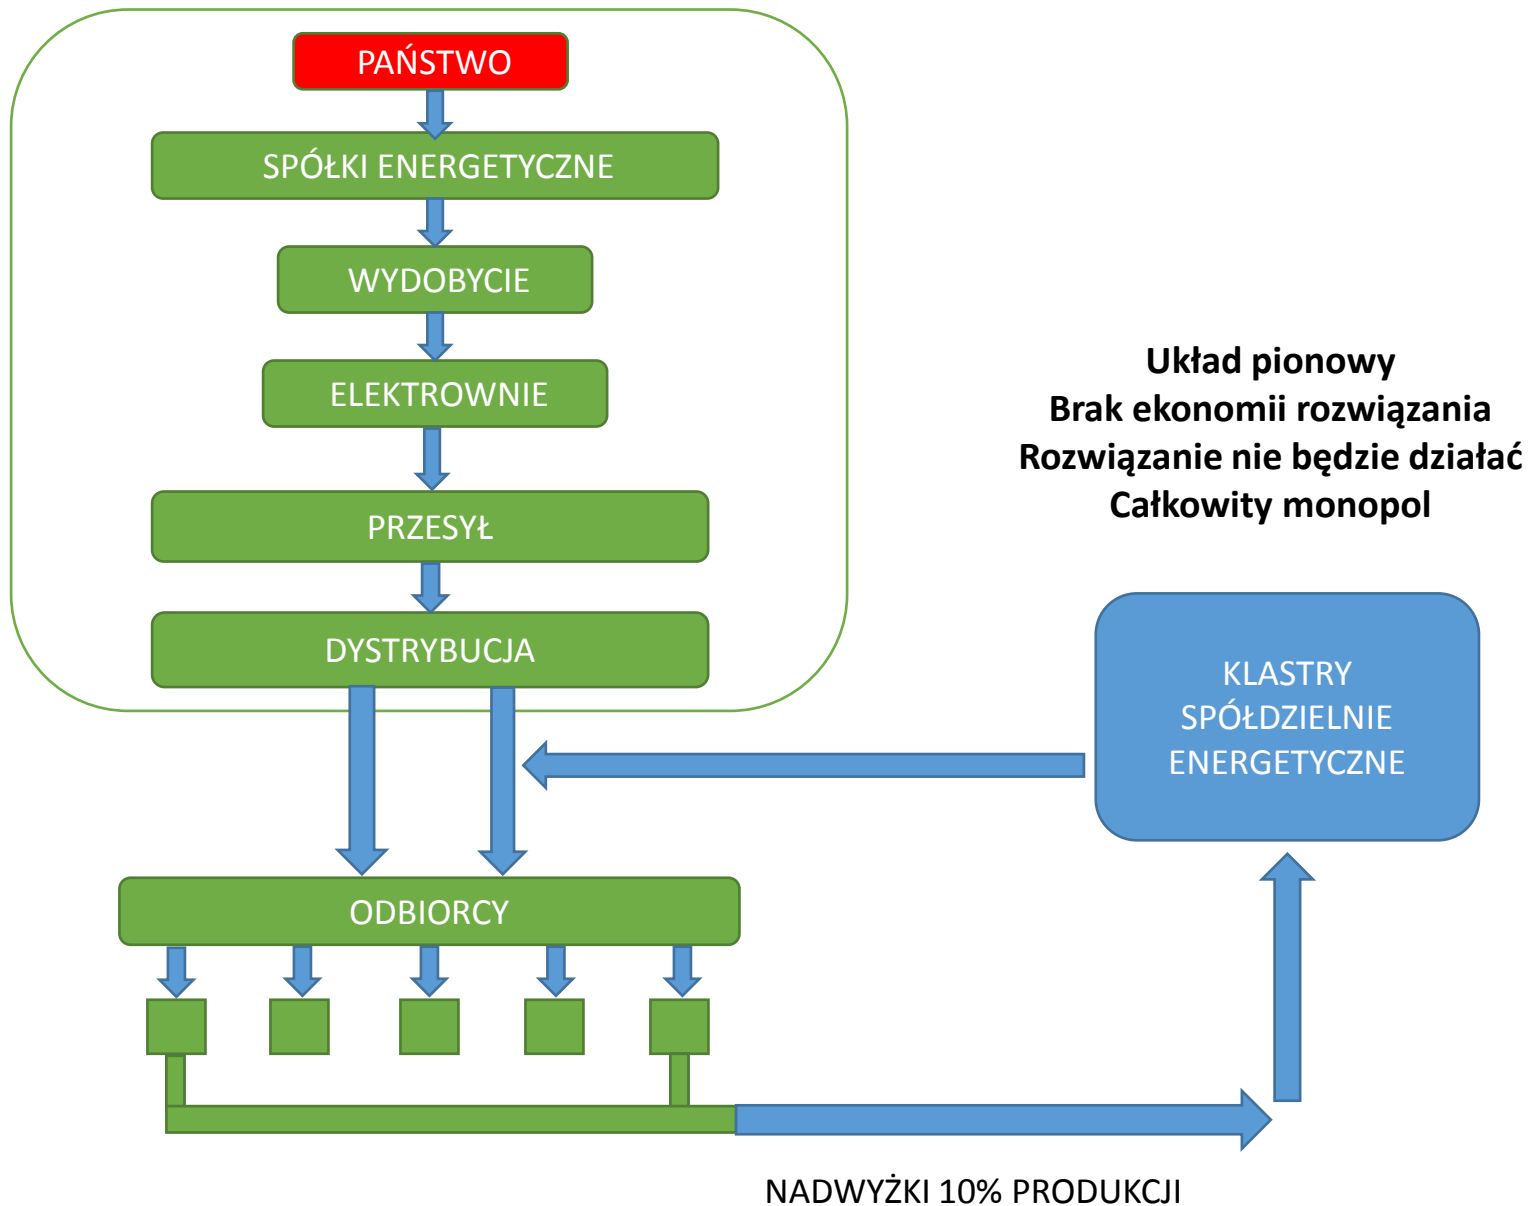 PAŃSTWO
SPÓŁKI ENERGETYCZNE
WYDOBYCIE
ELEKTROWNIE
PRZESYŁ
DYSTRYBUCJA
ODBIORCY
Układ pionowy
Brak ekonomii rozwiązania
Rozwiązanie nie będzie działać
Całkowity monopol
KLASTRY
SPÓŁDZIELNIE
ENERGETYCZNE
NADWYŻKI 10% PRODUKCJI